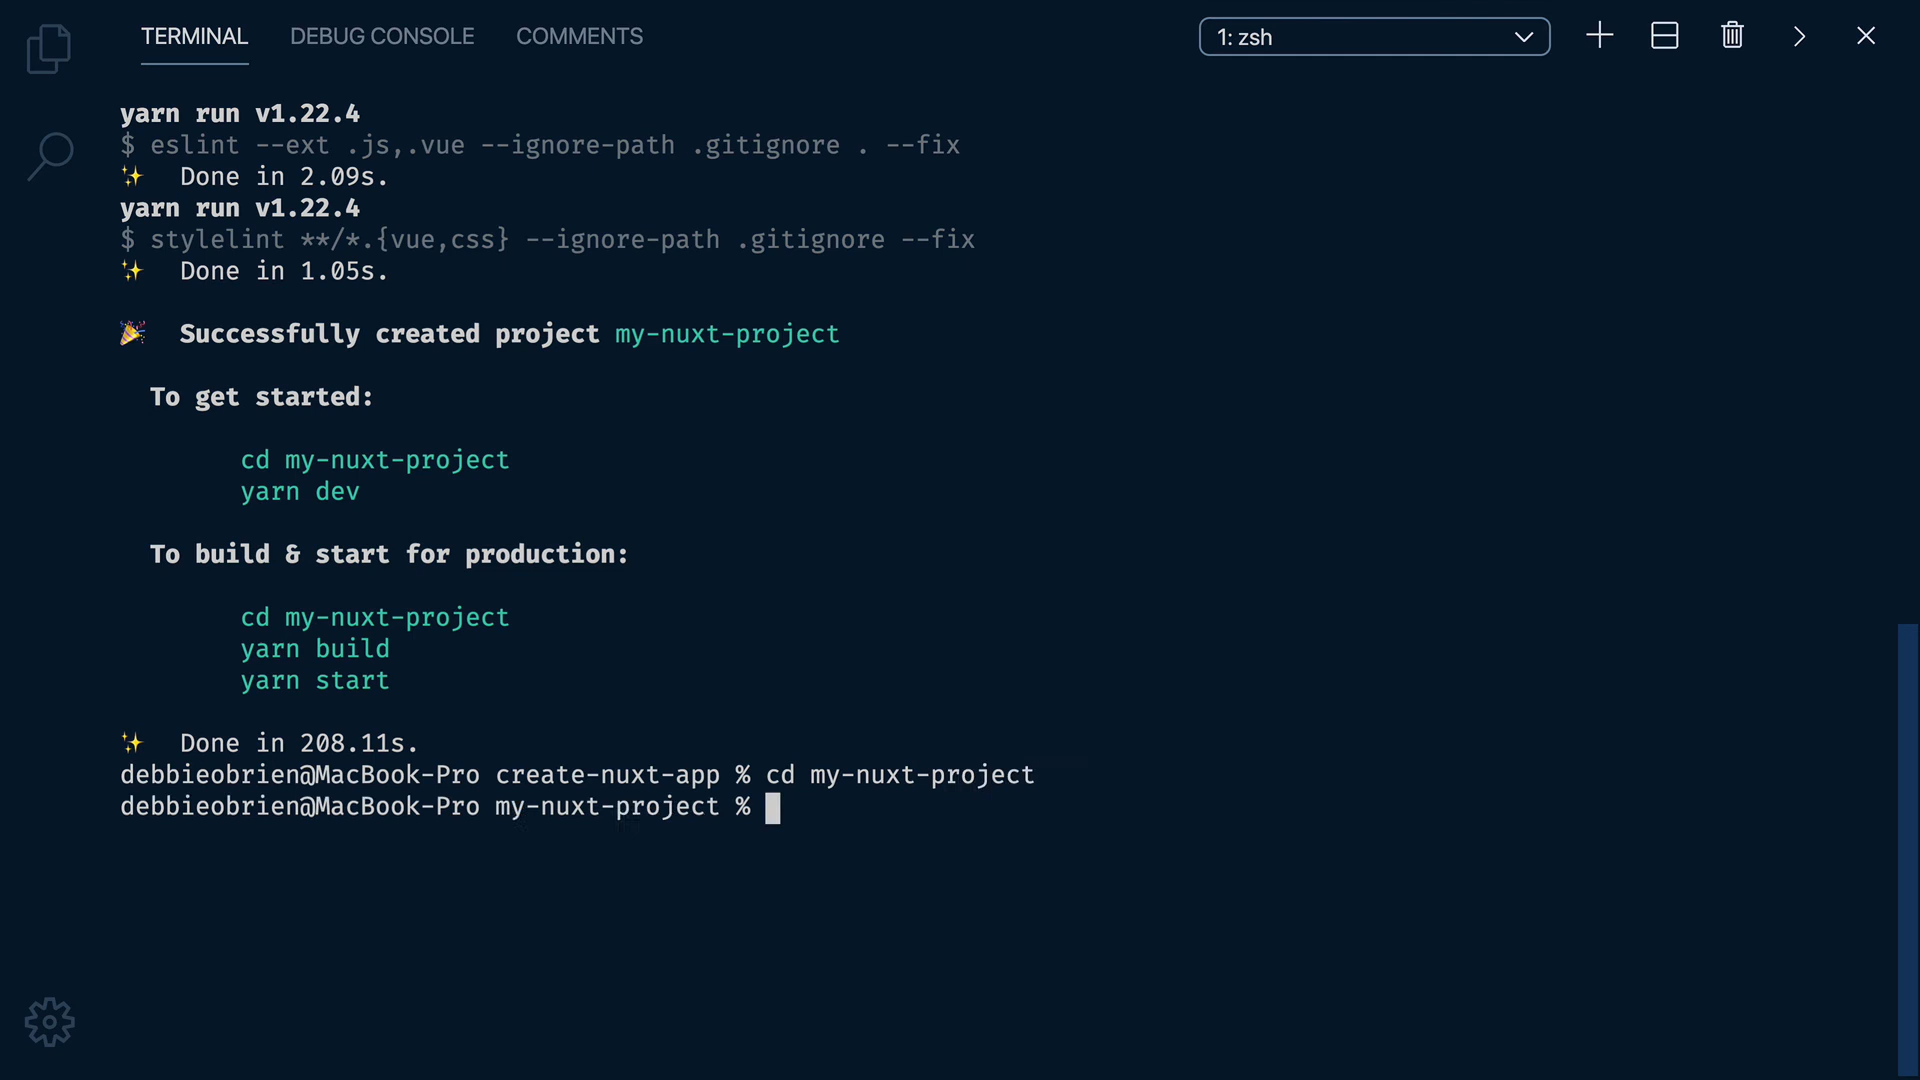 TERMINAL DEBUG CONSOLE COMMENTS 1: zsh
yarn run v1.22.4
$ eslint --ext .js,.vue --ignore-path .gitignore . --fix
✨ Done in 2.09s.
yarn run v1.22.4
$ stylelint **/*.{vue,css} --ignore-path .gitignore --fix
✨ Done in 1.05s.
🎉 Successfully created project my-nuxt-project
To get started:
cd my-nuxt-project
yarn dev
To build & start for production:
cd my-nuxt-project
yarn build
yarn start
✨ Done in 208.11s.
debbieobrien@MacBook-Pro create-nuxt-app % cd my-nuxt-project
debbieobrien@MacBook-Pro my-nuxt-project %